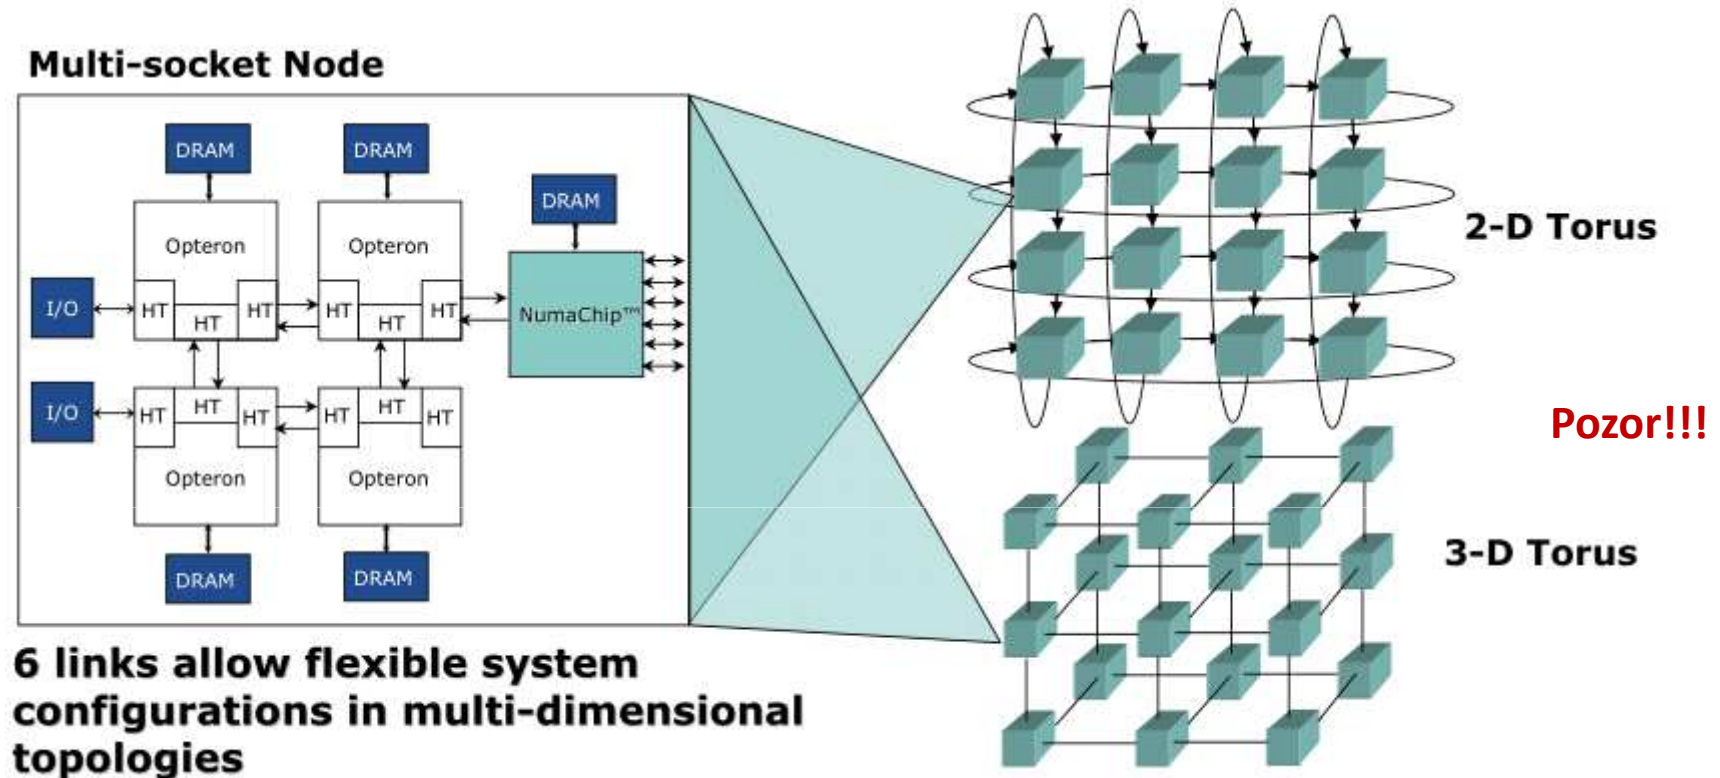 Multi-socket Node
DRAM
DRAM
DRAM
Opteron
Opteron
I/O
HT
HT
HT
HT
HT
HT
NumaChip™
I/O
HT
HT
HT
HT
HT
HT
Opteron
Opteron
DRAM
DRAM
6 links allow flexible system
configurations in multi-dimensional
topologies
2-D Torus
Pozor!!!
3-D Torus